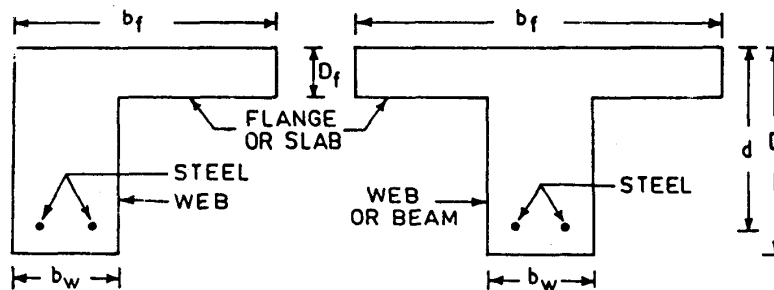 b_f
b_f
D_f
FLANGE
OR SLAB
d
STEEL
WEB
WEB
OR BEAM
STEEL
b_w
b_w